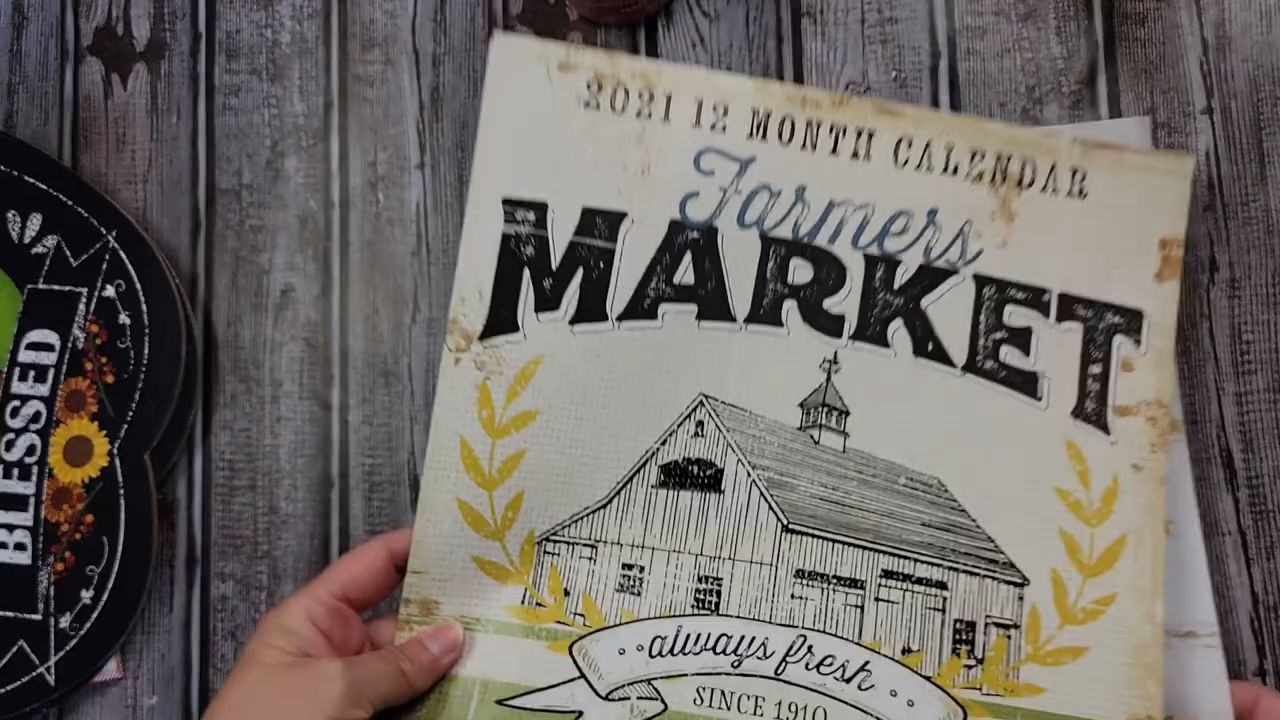 2021 12 MONTH CALENDAR
Farmers
MARKET
always fresh
SINCE 1910
BLESSED